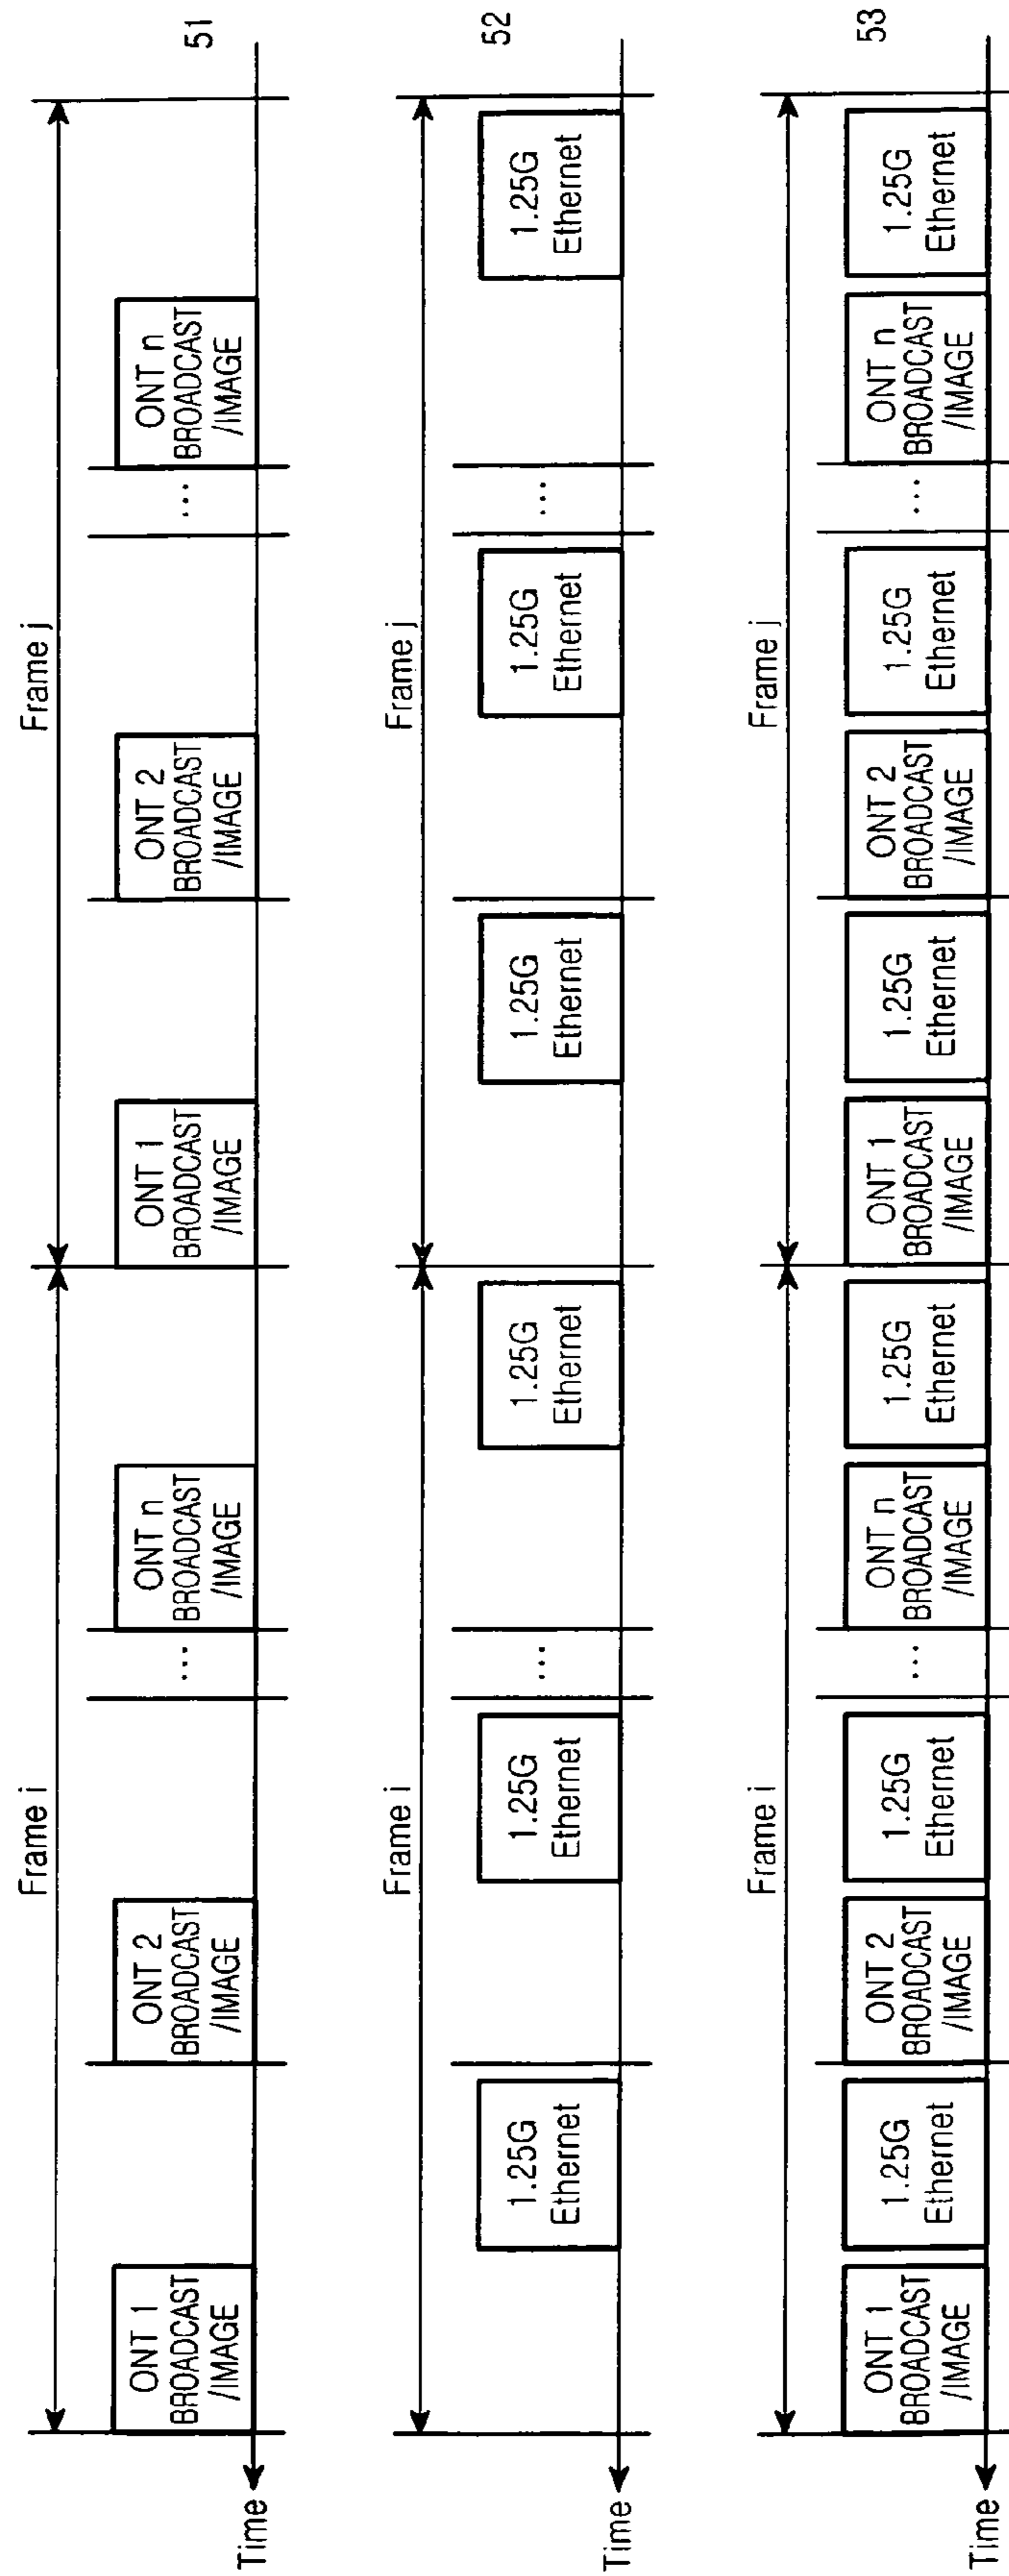 Frame i
Frame j
ONT 1
BROADCAST
/IMAGE
ONT 2
BROADCAST
/IMAGE
...
ONT n
BROADCAST
/IMAGE
ONT 1
BROADCAST
/IMAGE
ONT 2
BROADCAST
/IMAGE
...
ONT n
BROADCAST
/IMAGE
51
Time
Frame i
Frame j
1.25G
Ethernet
1.25G
Ethernet
...
1.25G
Ethernet
1.25G
Ethernet
1.25G
Ethernet
...
1.25G
Ethernet
52
Time
Frame i
Frame j
ONT 1
BROADCAST
/IMAGE
1.25G
Ethernet
ONT 2
BROADCAST
/IMAGE
1.25G
Ethernet
...
ONT n
BROADCAST
/IMAGE
1.25G
Ethernet
ONT 1
BROADCAST
/IMAGE
1.25G
Ethernet
ONT 2
BROADCAST
/IMAGE
1.25G
Ethernet
...
ONT n
BROADCAST
/IMAGE
1.25G
Ethernet
53
Time